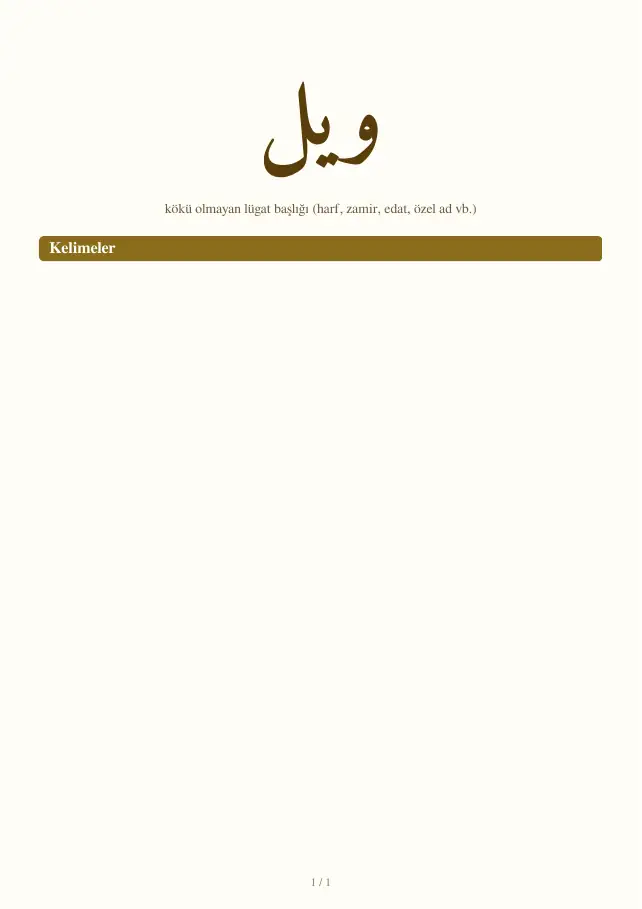 ويل
kökü olmayan lügat başlığı (harf, zamir, edat, özel ad vb.)
Kelimeler
1 / 1